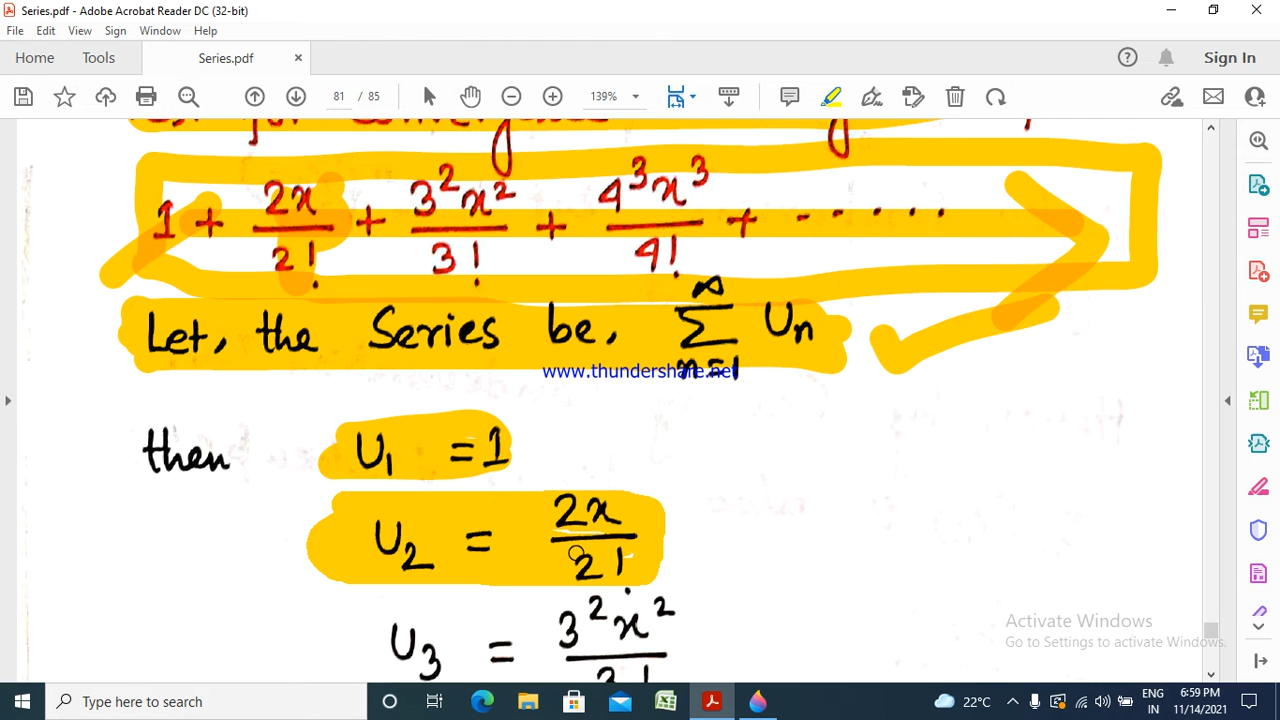 Series.pdf - Adobe Acrobat Reader DC (32-bit)
File Edit View Sign Window Help
Home Tools Series.pdf × Sign In
81 / 85 139%
1 + 2x/2! + 3²x²/3! + 4³x³/4! + ......
Let, the Series be, ∞∑n=1 Un
www.thundershare.net
then U1 = 1
U2 = 2x/2!
U3 = 3²x²/3!
Activate Windows
Go to Settings to activate Windows.
Type here to search 22°C ENG 6:59 PM
IN 11/14/2021